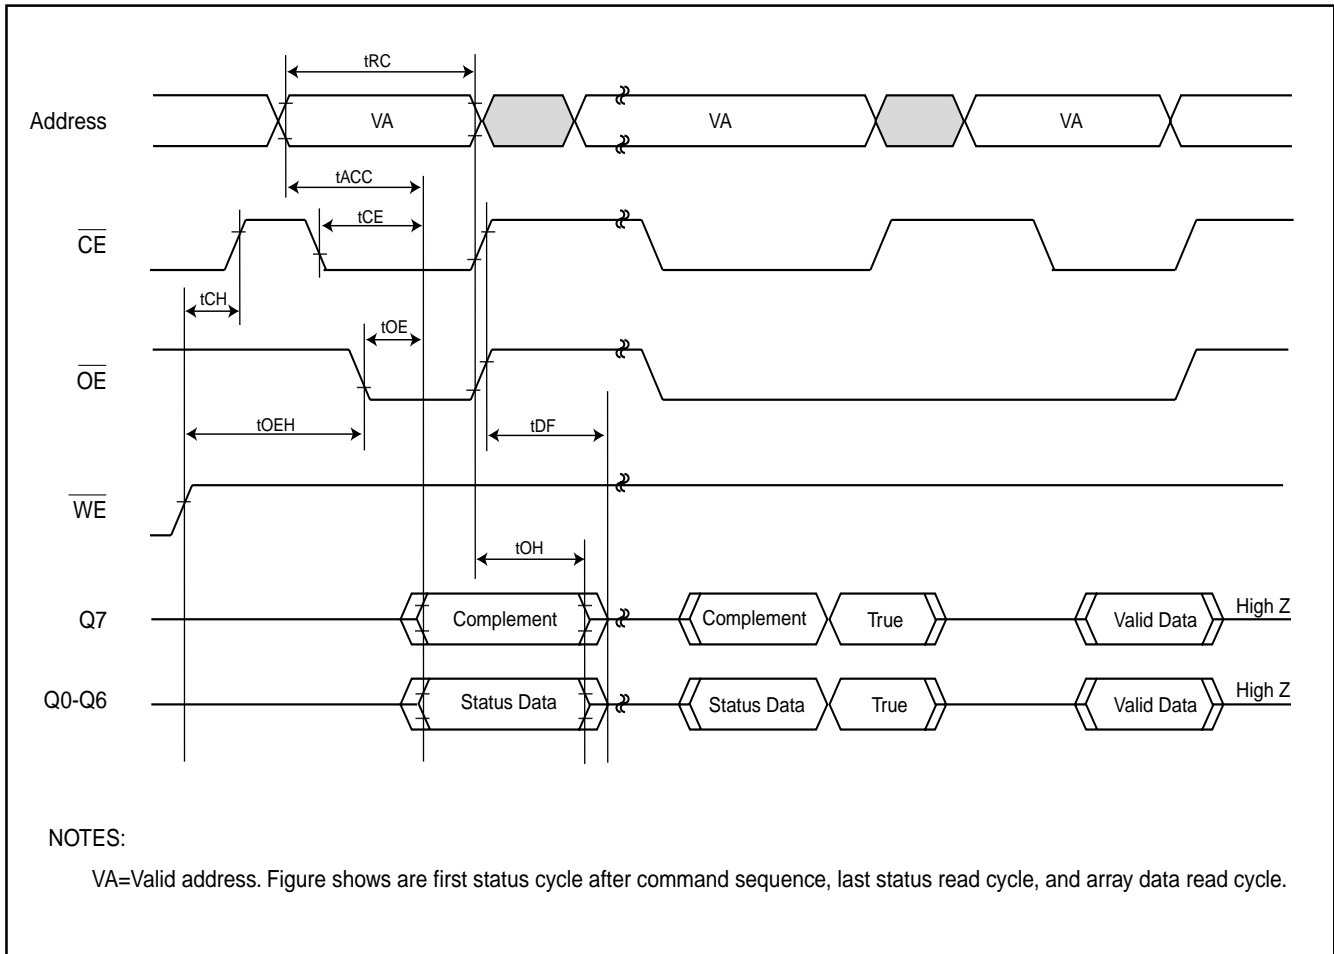 tRC
Address VA VA VA
tACC
tCE
CE
tCH
tOE
OE
tOEH tDF
WE
tOH
Q7 Complement Complement True Valid Data High Z
Q0-Q6 Status Data Status Data True Valid Data High Z
NOTES:
VA=Valid address. Figure shows are first status cycle after command sequence, last status read cycle, and array data read cycle.